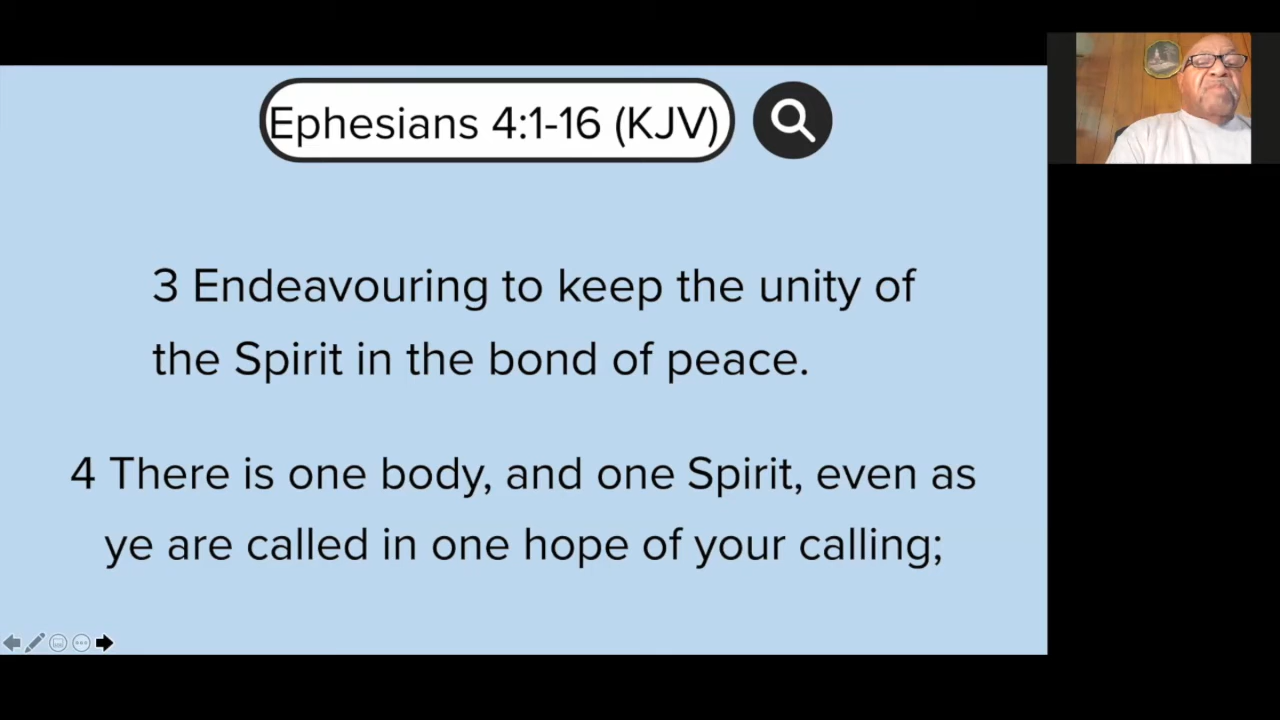 Ephesians 4:1-16 (KJV)
3 Endeavouring to keep the unity of
the Spirit in the bond of peace.
4 There is one body, and one Spirit, even as
ye are called in one hope of your calling;